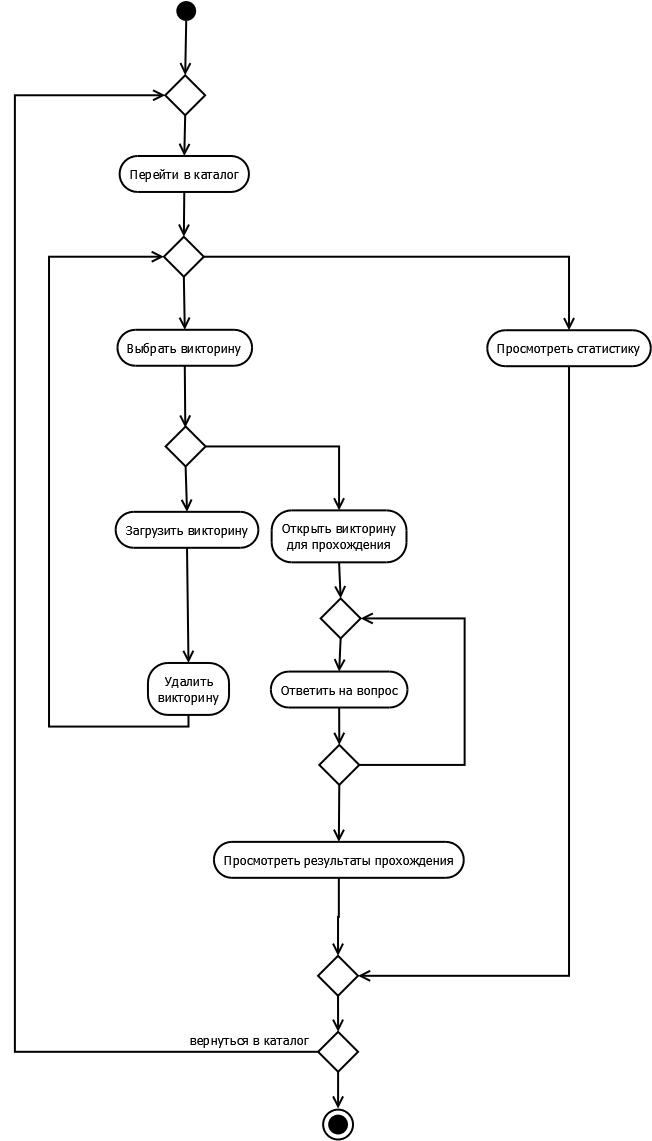 Перейти в каталог
Выбрать викторину
Просмотреть статистику
Загрузить викторину
Открыть викторину
для прохождения
Удалить
викторину
Ответить на вопрос
Просмотреть результаты прохождения
вернуться в каталог